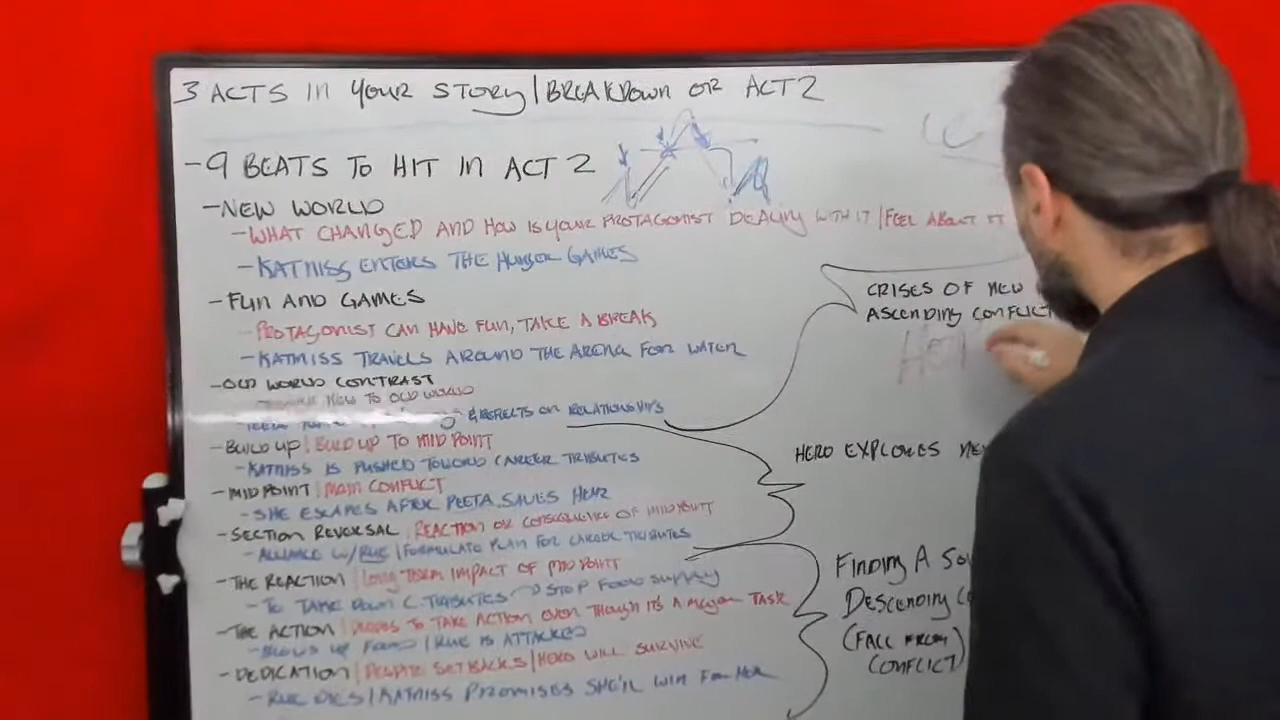 3 ACTS IN YOUR STORY | BREAKDOWN OR ACT 2
- 9 BEATS TO HIT IN ACT 2
- NEW WORLD
- WHAT CHANGED AND HOW IS YOUR PROTAGONIST DEALING WITH IT / FEEL ABOUT IT
- KATNISS ENTERS THE HUNGER GAMES
- FUN AND GAMES
- PROTAGONIST CAN HAVE FUN, TAKE A BREAK
- KATNISS TRAVELS AROUND THE ARENA FOR WATER
- OLD WORLD CONTRAST
NEW TO OLD WORLD
& REFLECTS ON RELATIONSHIPS
- BUILD UP | BUILD UP TO MID POINT
- KATNISS IS PUSHED TOWARD CAREER TRIBUTES
- MIDPOINT | MAIN CONFLICT
- SHE ESCAPES AFTER PEETA SAVES HER
- SECTION REVERSAL | REACTION OR CONSEQUENCE OF MIDPOINT
- ALLIANCE W/RUE | FORMULATE PLAN FOR CAREER TRIBUTES
- THE REACTION | LONG TERM IMPACT OF MIDPOINT
- TO TAKE DOWN C. TRIBUTES STOP FOOD SUPPLY
- THE ACTION | TO TAKE ACTION EVEN THOUGH IT'S A MAJOR TASK
- BLOWS UP FOOD / RUE IS ATTACKED
- DEDICATION | DESPITE SETBACKS / HERO WILL SURVIVE
- RUE DIES / KATNISS PROMISES SHE'LL WIN FOR HER
CRISES OF NEW
ASCENDING CONFLICT
HERO EXPLORES
FINDING A
DESCENDING
(FALL FROM
CONFLICT)